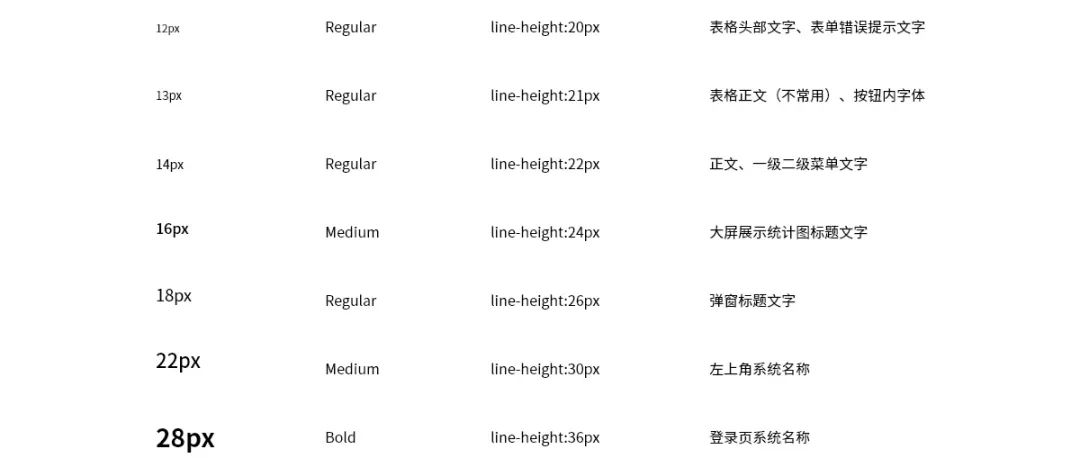 12px Regular line-height:20px 表格头部文字、表单错误提示文字
13px Regular line-height:21px 表格正文（不常用）、按钮内字体
14px Regular line-height:22px 正文、一级二级菜单文字
16px Medium line-height:24px 大屏展示统计图标题文字
18px Regular line-height:26px 弹窗标题文字
22px Medium line-height:30px 左上角系统名称
28px Bold line-height:36px 登录页系统名称